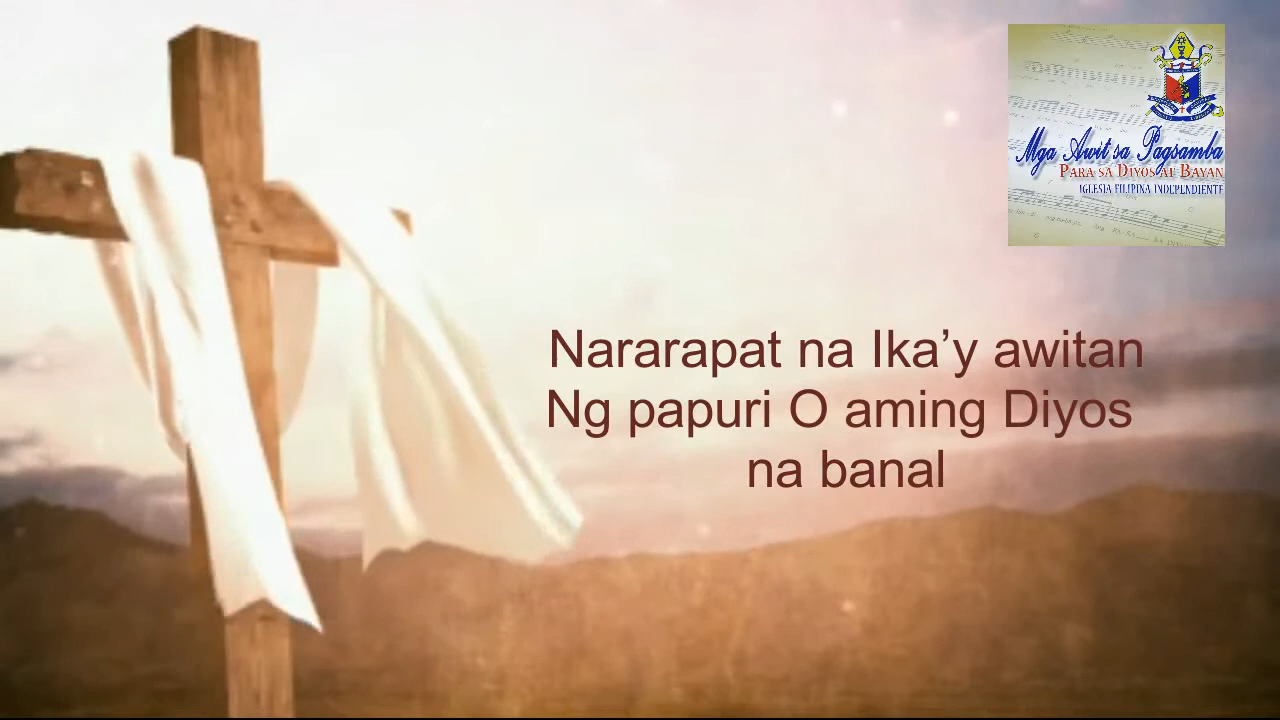 Mga Awit sa Pagsamba
PARA SA DIYOS AT BAYAN
IGLESIA FILIPINA INDEPENDIENTE
Nararapat na Ika’y awitan
Ng papuri O aming Diyos
na banal